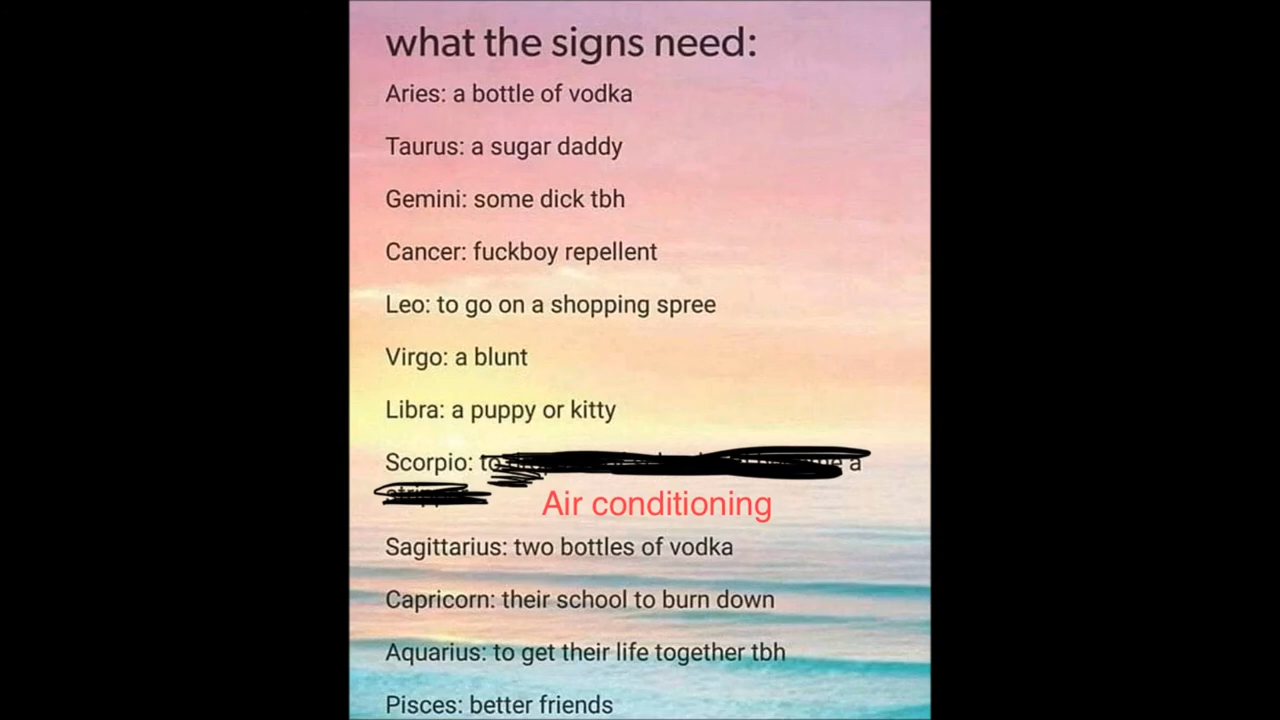 what the signs need:
Aries: a bottle of vodka
Taurus: a sugar daddy
Gemini: some dick tbh
Cancer: fuckboy repellent
Leo: to go on a shopping spree
Virgo: a blunt
Libra: a puppy or kitty
Scorpio: to a
Air conditioning
Sagittarius: two bottles of vodka
Capricorn: their school to burn down
Aquarius: to get their life together tbh
Pisces: better friends